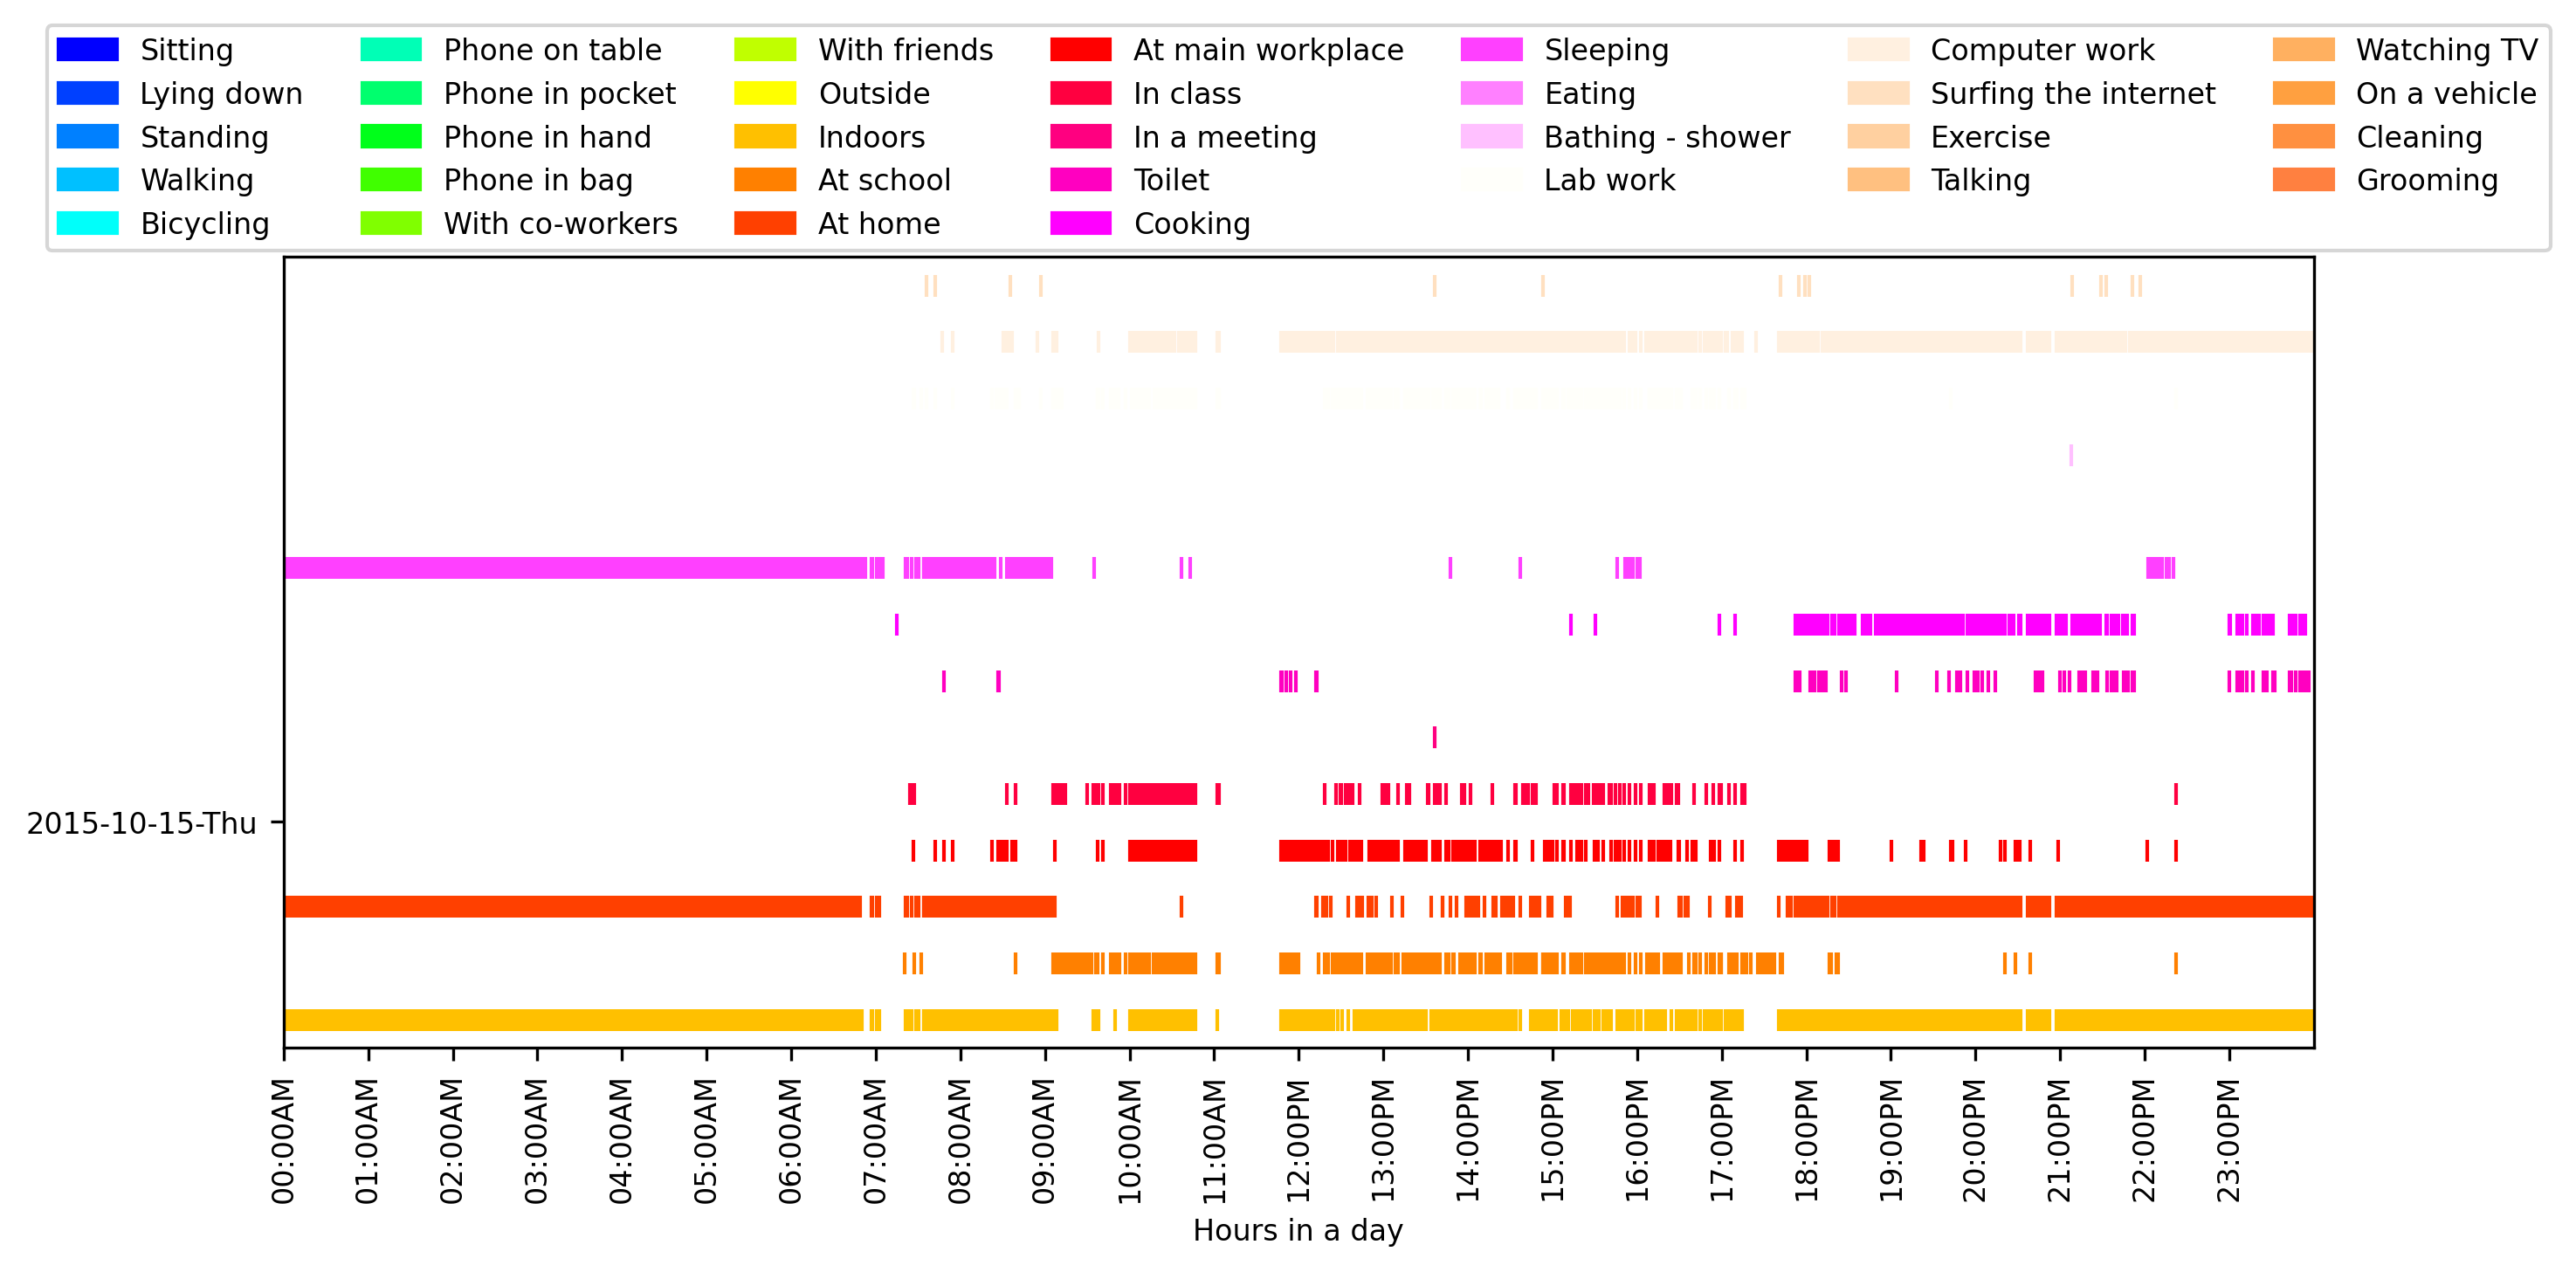 Sitting
Lying down
Standing
Walking
Bicycling
Phone on table
Phone in pocket
Phone in hand
Phone in bag
With co-workers
With friends
Outside
Indoors
At school
At home
At main workplace
In class
In a meeting
Toilet
Cooking
Sleeping
Eating
Bathing - shower
Lab work
Computer work
Surfing the internet
Exercise
Talking
Watching TV
On a vehicle
Cleaning
Grooming
2015-10-15-Thu
00:00AM
01:00AM
02:00AM
03:00AM
04:00AM
05:00AM
06:00AM
07:00AM
08:00AM
09:00AM
10:00AM
11:00AM
12:00PM
13:00PM
14:00PM
15:00PM
16:00PM
17:00PM
18:00PM
19:00PM
20:00PM
21:00PM
22:00PM
23:00PM
Hours in a day